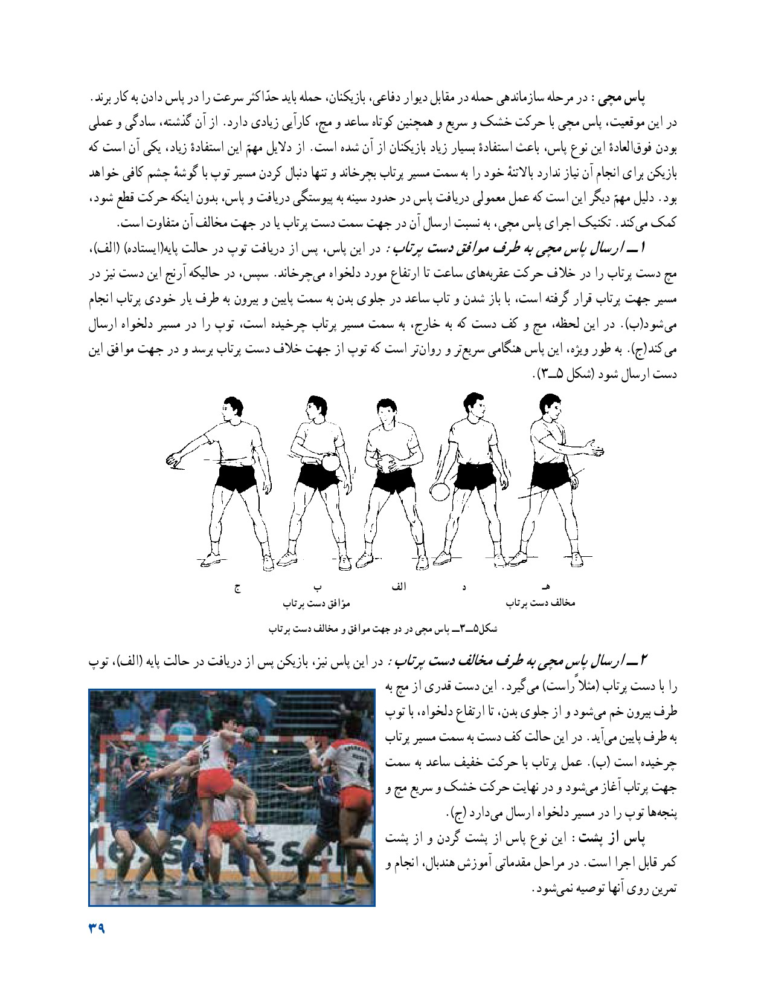 پاس مچی : در مرحله سازماندهی حمله در مقابل دیوار دفاعی، بازیکنان، حمله باید حدّاکثر سرعت را در پاس دادن به کار برند.
در این موقعیت، پاس مچی با حرکت خشک و سریع و همچنین کوتاه ساعد و مچ، کارآیی زیادی دارد. از آن گذشته، سادگی و عملی
بودن فوق‌العادهٔ این نوع پاس، باعث استفادهٔ بسیار زیاد بازیکنان از آن شده است. از دلایل مهمّ این استفادهٔ زیاد، یکی آن است که
بازیکن برای انجام آن نیاز ندارد بالاتنهٔ خود را به سمت مسیر پرتاب بچرخاند و تنها دنبال کردن مسیر توپ با گوشهٔ چشم کافی خواهد
بود. دلیل مهمّ دیگر این است که عمل معمولی دریافت پاس در حدود سینه به پیوستگی دریافت و پاس، بدون اینکه حرکت قطع شود،
کمک می‌کند. تکنیک اجرای پاس مچی، به نسبت ارسال آن در جهت سمت دست پرتاب یا در جهت مخالف آن متفاوت است.
۱ــ ارسال پاس مچی به طرف موافق دست پرتاب : در این پاس، پس از دریافت توپ در حالت پایه(ایستاده) (الف)،
مچ دست پرتاب را در خلاف حرکت عقربه‌های ساعت تا ارتفاع مورد دلخواه می‌چرخاند. سپس، در حالیکه آرنج این دست نیز در
مسیر جهت پرتاب قرار گرفته است، با باز شدن و تاب ساعد در جلوی بدن به سمت پایین و بیرون به طرف یار خودی پرتاب انجام
می‌شود(ب). در این لحظه، مچ و کف دست که به خارج، به سمت مسیر پرتاب چرخیده است، توپ را در مسیر دلخواه ارسال
می‌کند(ج). به طور ویژه، این پاس هنگامی سریع‌تر و روان‌تر است که توپ از جهت خلاف دست پرتاب برسد و در جهت موافق این
دست ارسال شود (شکل ۵ــ۳).
هـ د الف ب ج
مخالف دست پرتاپ مؤافق دست پرتاپ
شکل۵ــ۳ــ پاس مچی در دو جهت موافق و مخالف دست پرتاب
۲ــ ارسال پاس مچی به طرف مخالف دست پرتاب : در این پاس نیز، بازیکن پس از دریافت در حالت پایه (الف)، توپ
را با دست پرتاب (مثلاً راست) می‌گیرد. این دست قدری از مچ به
طرف بیرون خم می‌شود و از جلوی بدن، تا ارتفاع دلخواه، با توپ
به طرف پایین می‌آید. در این حالت کف دست به سمت مسیر پرتاب
چرخیده است (ب). عمل پرتاب با حرکت خفیف ساعد به سمت
جهت پرتاب آغاز می‌شود و در نهایت حرکت خشک و سریع مچ و
پنجه‌ها توپ را در مسیر دلخواه ارسال می‌دارد (ج).
پاس از پشت : این نوع پاس از پشت گردن و از پشت
کمر قابل اجرا است. در مراحل مقدماتی آموزش هندبال، انجام و
تمرین روی آنها توصیه نمی‌شود.
4
۳۹